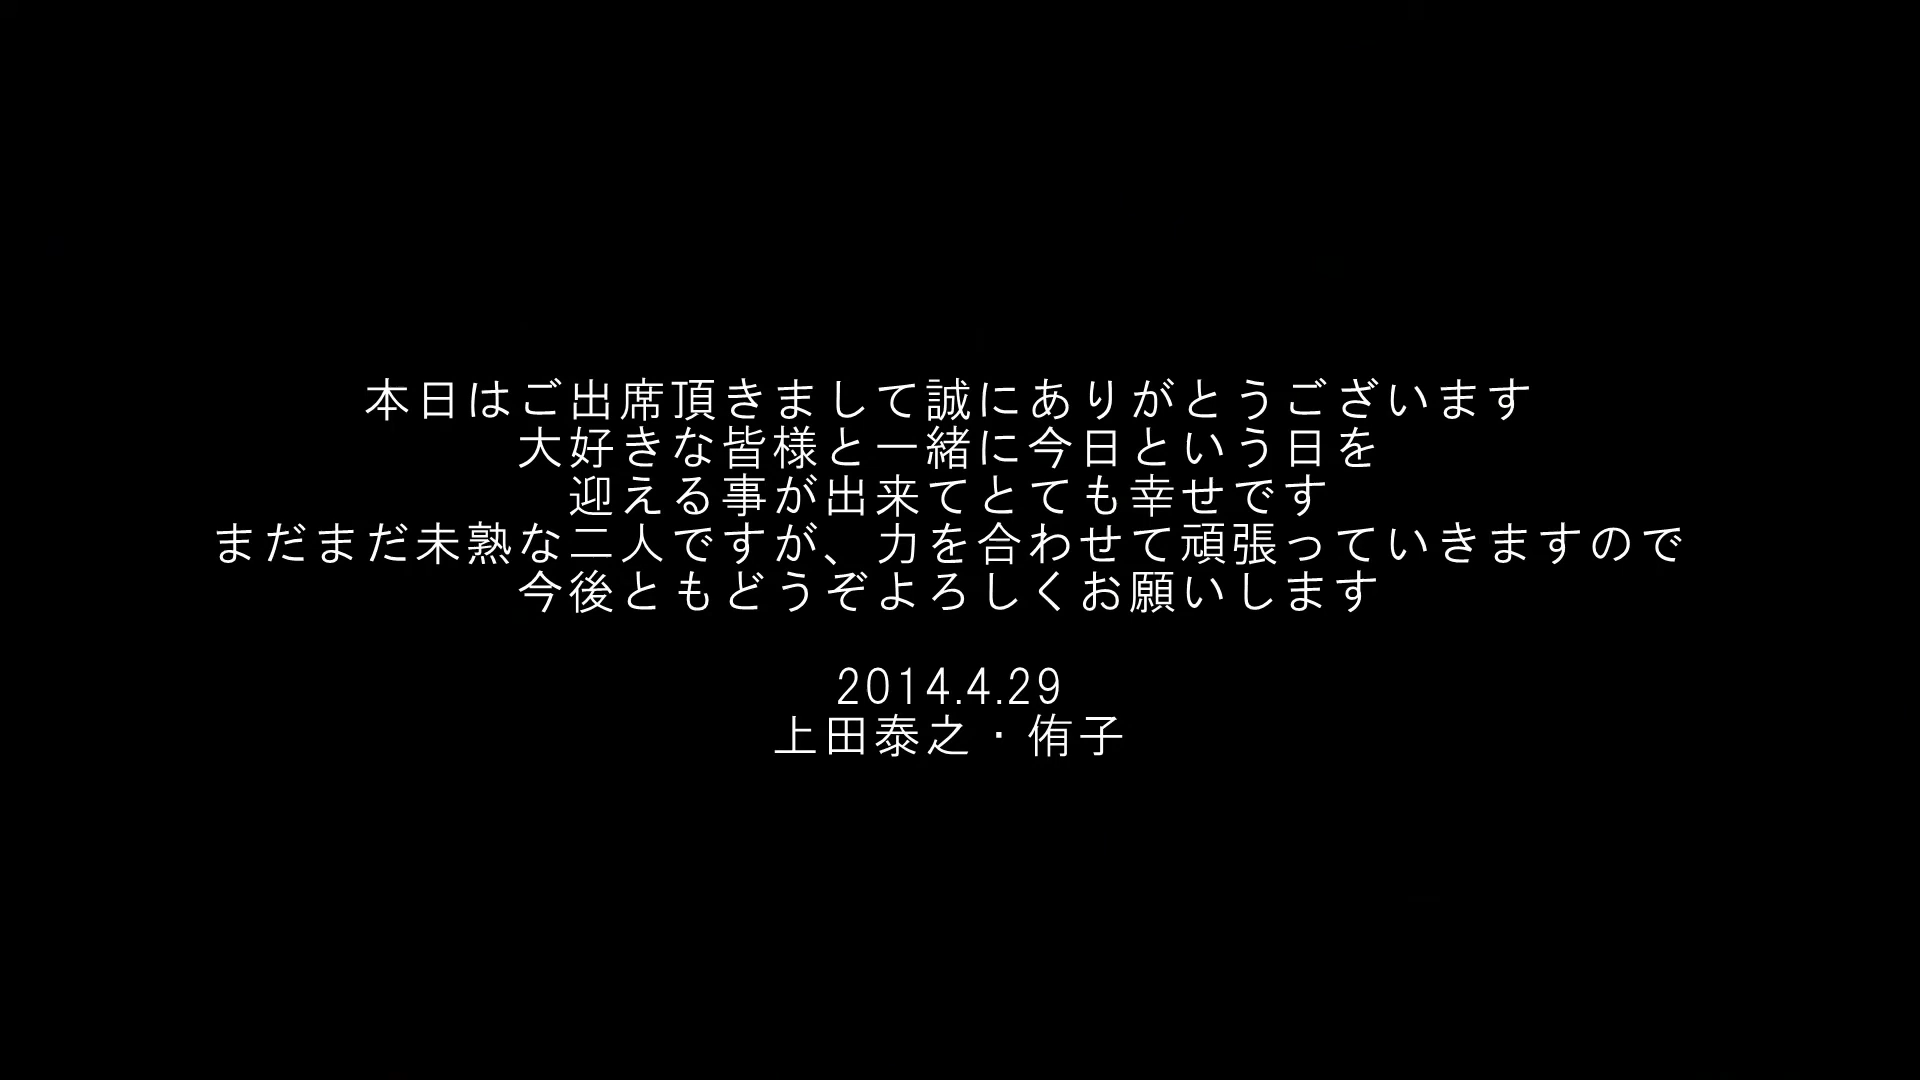 本日はご出席頂きまして誠にありがとうございます
大好きな皆様と一緒に今日という日を
迎える事が出来てとても幸せです
まだまだ未熟な二人ですが、力を合わせて頑張っていきますので
今後ともどうぞよろしくお願いします
2014.4.29
上田泰之・侑子